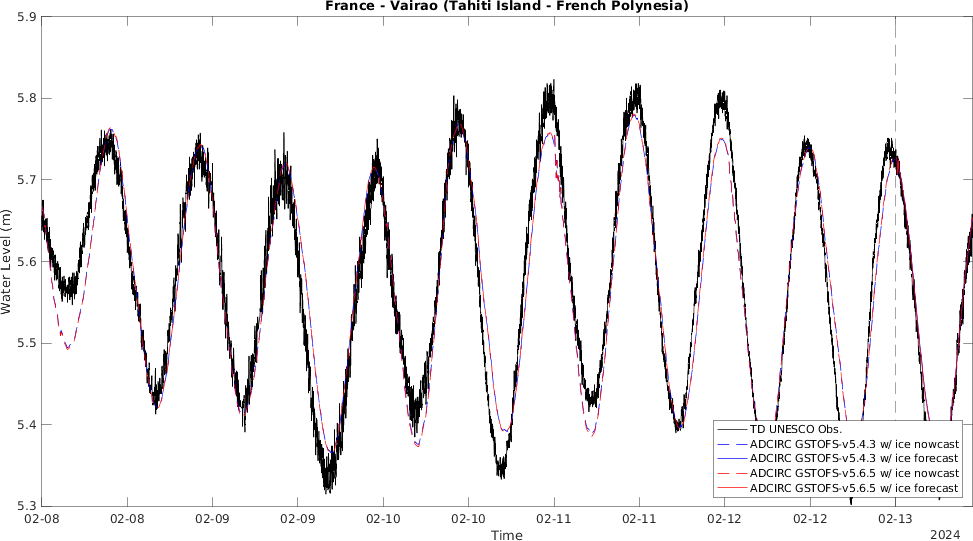 France - Vairao (Tahiti Island - French Polynesia)
5.9
5.8
5.7
5.6
5.5
5.4
5.3
Water Level (m)
TD UNESCO Obs.
ADCIRC GSTOFS-v5.4.3 w/ ice nowcast
ADCIRC GSTOFS-v5.4.3 w/ ice forecast
ADCIRC GSTOFS-v5.6.5 w/ ice nowcast
ADCIRC GSTOFS-v5.6.5 w/ ice forecast
02-08 02-08 02-09 02-09 02-10 02-10 02-11 02-11 02-12 02-12 02-13
Time
2024